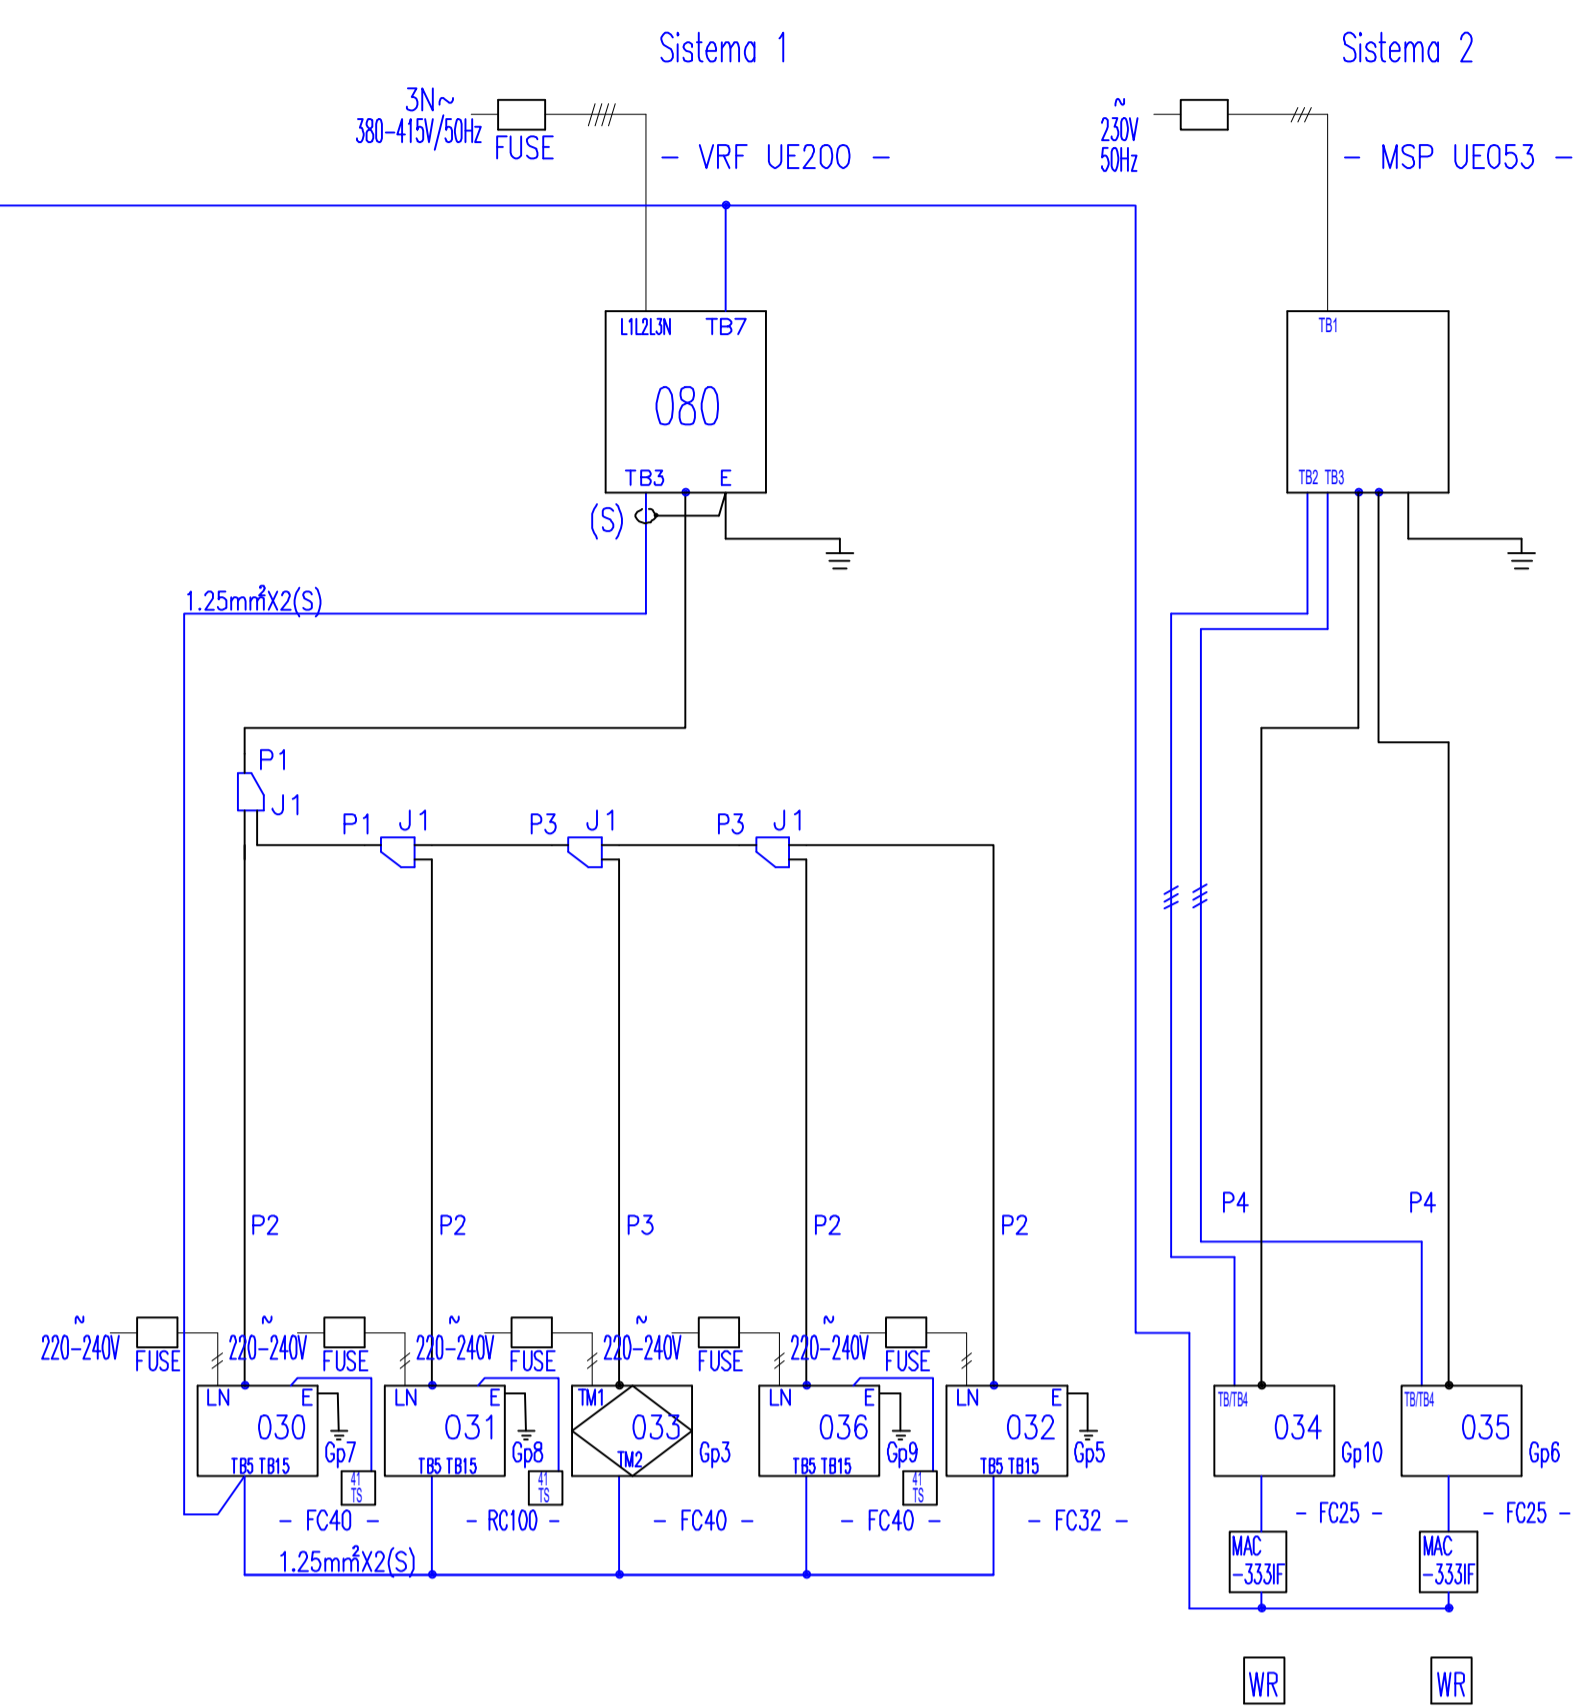 Sistema 1
Sistema 2
3N~
380-415V/50Hz
FUSE
- VRF UE200 -
~
230V
50Hz
- MSP UE053 -
L1L2L3N TB7
080
TB3 E
(S)
TB1
TB2 TB3
1.25mm²X2(S)
P1
J1
P1 J1
P3 J1
P3 J1
P2
P2
P3
P2
P2
P4
P4
~
220-240V
FUSE
~
220-240V
FUSE
~
220-240V
FUSE
~
220-240V
FUSE
~
220-240V
FUSE
LN E
030
TB5 TB15
Gp7
41
TS
- FC40 -
LN E
031
TB5 TB15
Gp8
41
TS
- RC100 -
TM1
033
TM2
Gp3
- FC40 -
LN E
036
TB5 TB15
Gp9
41
TS
- FC40 -
LN E
032
TB5 TB15
Gp5
- FC32 -
1.25mm²X2(S)
TB/TB4
034
Gp10
- FC25 -
MAC
-333IF
WR
TB/TB4
035
Gp6
- FC25 -
MAC
-333IF
WR